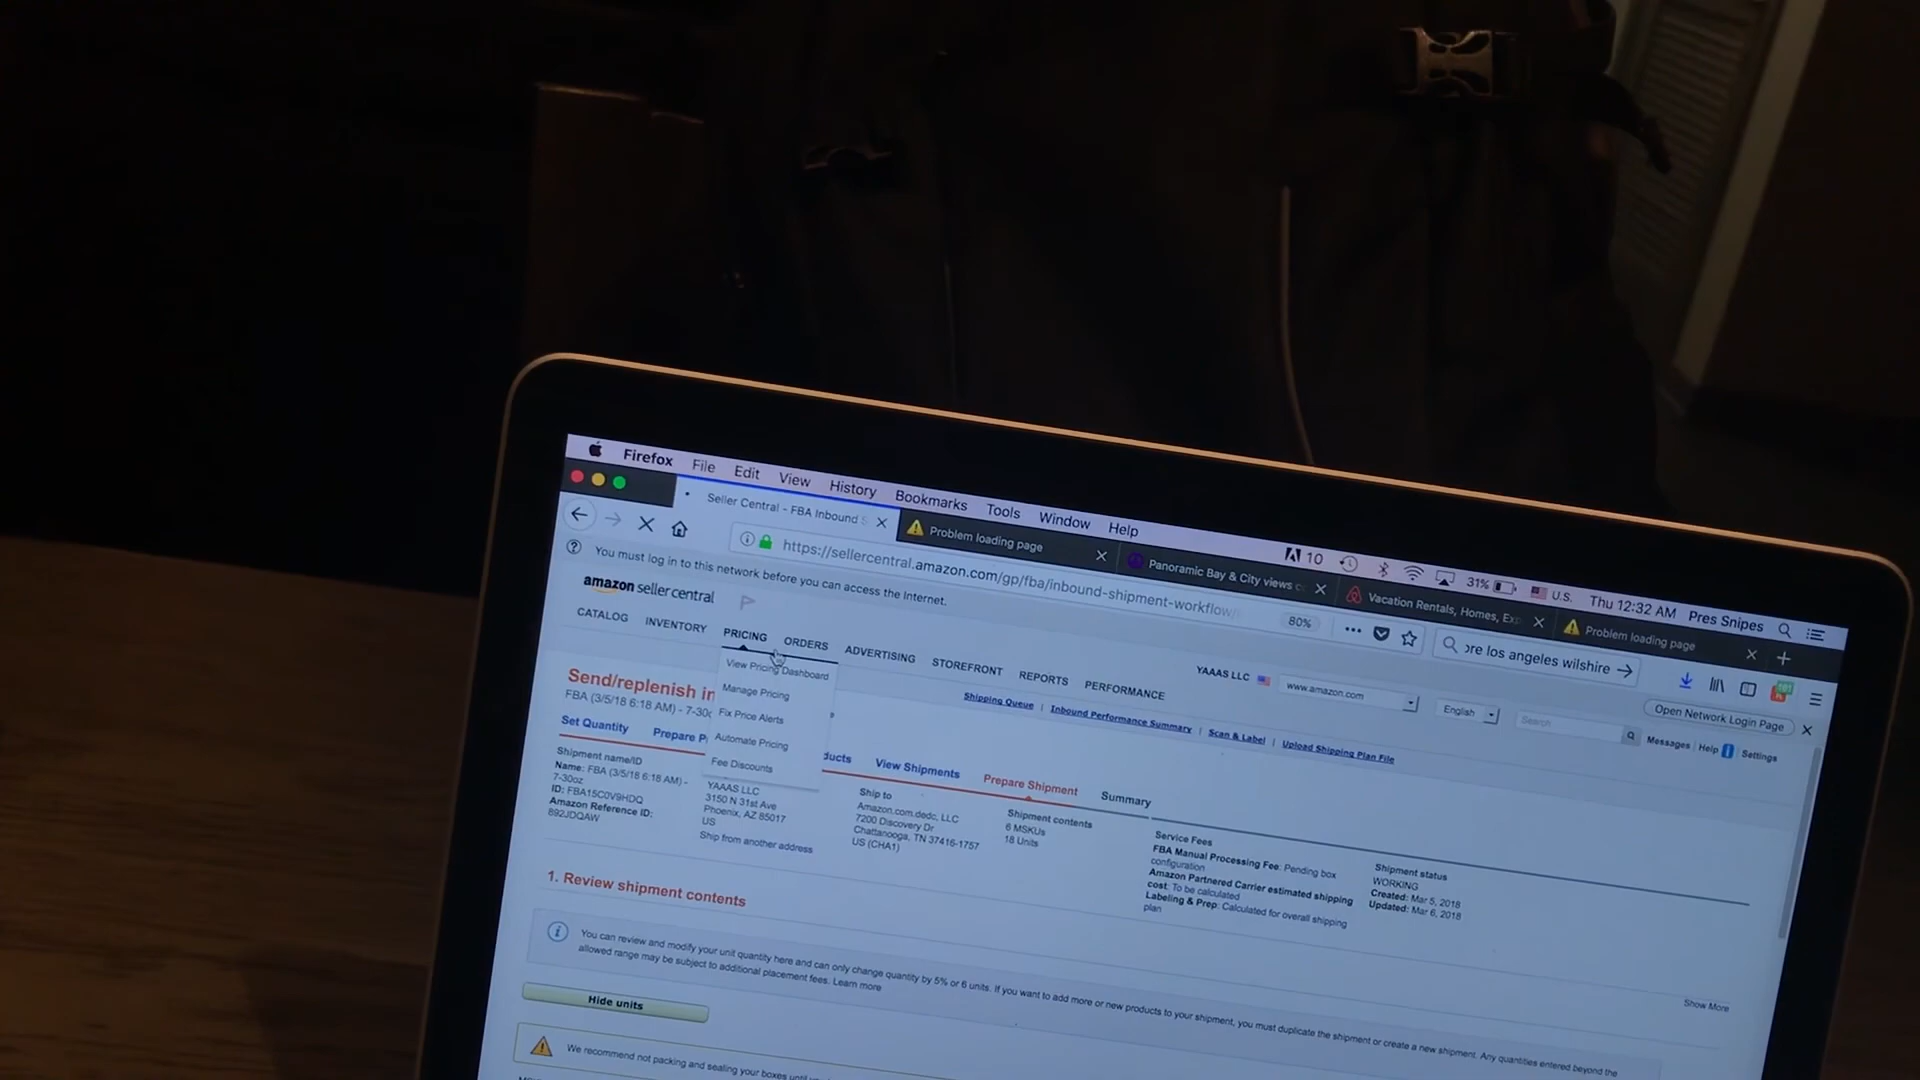 Firefox File Edit View History Bookmarks Tools Window Help 10 31% U.S. Thu 12:32 AM Pres Snipes
Seller Central - FBA Inbound
Problem loading page
Panoramic Bay & City views
Vacation Rentals, Homes, Ex
Problem loading page
https://sellercentral.amazon.com/gp/fba/inbound-shipment-workflow/
80%
ore los angeles wilshire
You must log in to this network before you can access the Internet.
Open Network Login Page
amazon seller central
YAAAS LLC
www.amazon.com
English
Search
Messages | Help | Settings
CATALOG INVENTORY PRICING ORDERS ADVERTISING STOREFRONT REPORTS PERFORMANCE
View Pricing Dashboard
Manage Pricing
Fix Price Alerts
Automate Pricing
Fee Discounts
Shipping Queue | Inbound Performance Summary | Scan & Label | Upload Shipping Plan File
Send/replenish in
FBA (3/5/18 6:18 AM) - 7-30
Set Quantity Prepare P ducts View Shipments Prepare Shipment Summary
Shipment name/ID
Name: FBA (3/5/18 6:18 AM) -
7-30oz
ID: FBA15C0V9HDQ
Amazon Reference ID:
892JDQAW
YAAAS LLC
3150 N 31st Ave
Phoenix, AZ 85017
US
Ship from another address
Ship to
Amazon.com.dedc, LLC
7200 Discovery Dr
Chattanooga, TN 37416-1757
US (CHA1)
Shipment contents
6 MSKUs
18 Units
Service Fees
FBA Manual Processing Fee: Pending box
configuration
Amazon Partnered Carrier estimated shipping
cost: To be calculated
Labeling & Prep: Calculated for overall shipping
plan
Shipment status
WORKING
Created: Mar 5, 2018
Updated: Mar 6, 2018
1. Review shipment contents
You can review and modify your unit quantity here and can only change quantity by 5% or 6 units. If you want to add more or new products to your shipment, you must duplicate the shipment or create a new shipment. Any quantities entered beyond the
allowed range may be subject to additional placement fees. Learn more
Show More
Hide units
We recommend not packing and sealing your boxes until